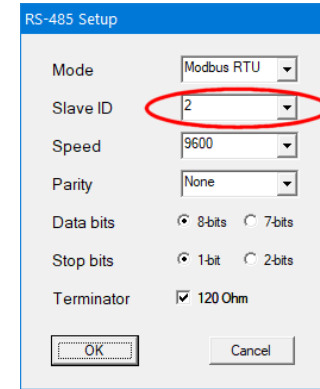 RS-485 Setup
Mode Modbus RTU
Slave ID 2
Speed 9600
Parity None
Data bits 8-bits 7-bits
Stop bits 1-bit 2-bits
Terminator 120 Ohm
OK Cancel